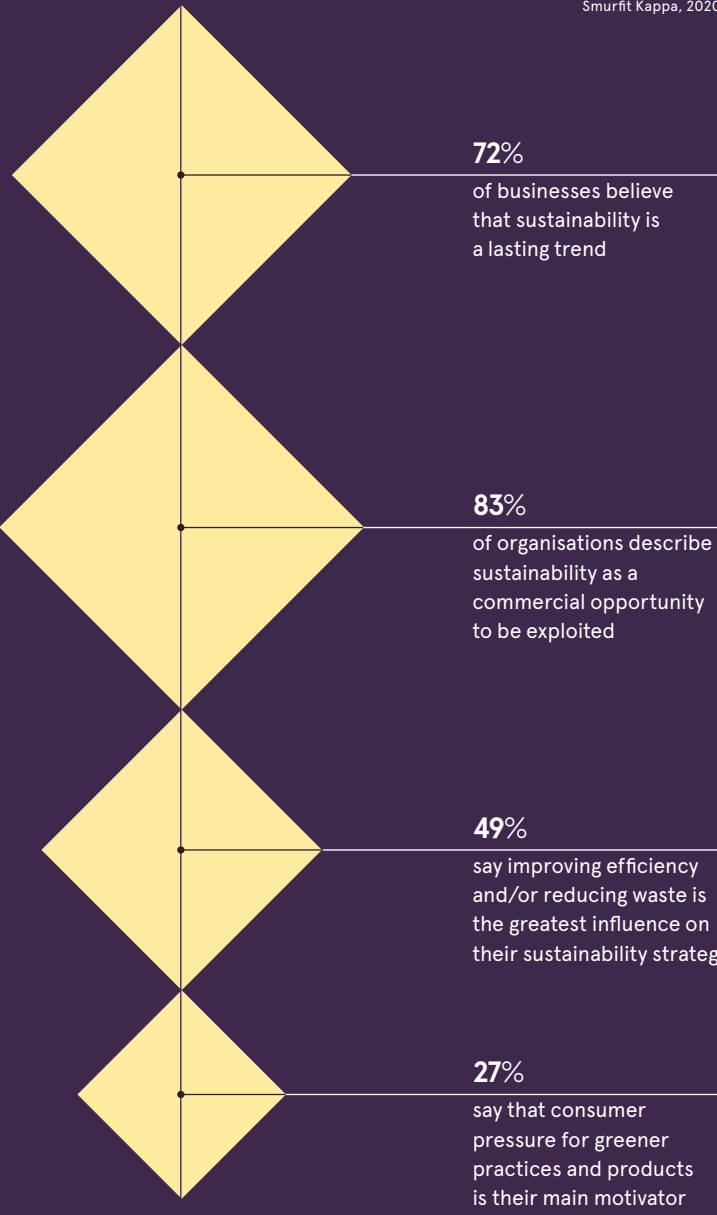 Smurfit Kappa, 2020
72%
of businesses believe
that sustainability is
a lasting trend
83%
of organisations describe
sustainability as a
commercial opportunity
to be exploited
49%
say improving efficiency
and/or reducing waste is
the greatest influence on
their sustainability strateg
27%
say that consumer
pressure for greener
practices and products
is their main motivator